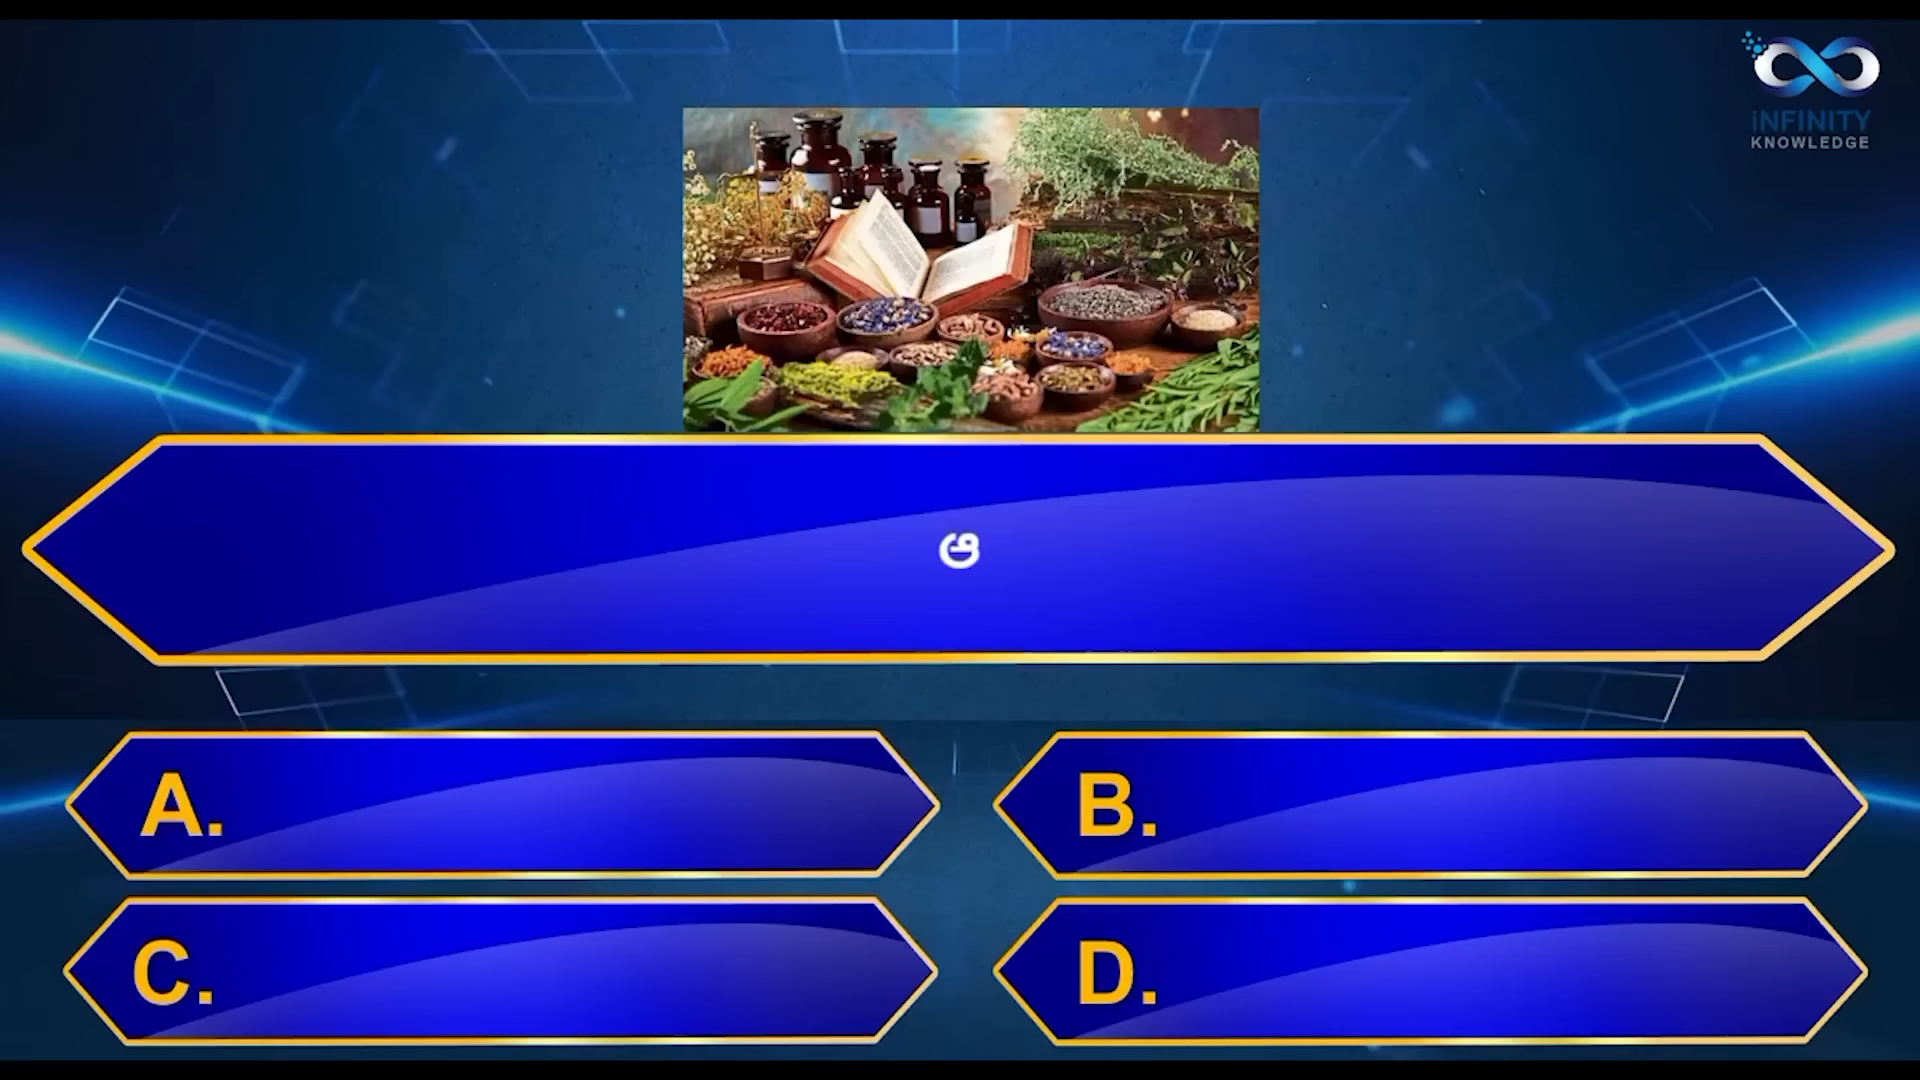 iNFINITY
KNOWLEDGE
ఆ
A.
B.
C.
D.